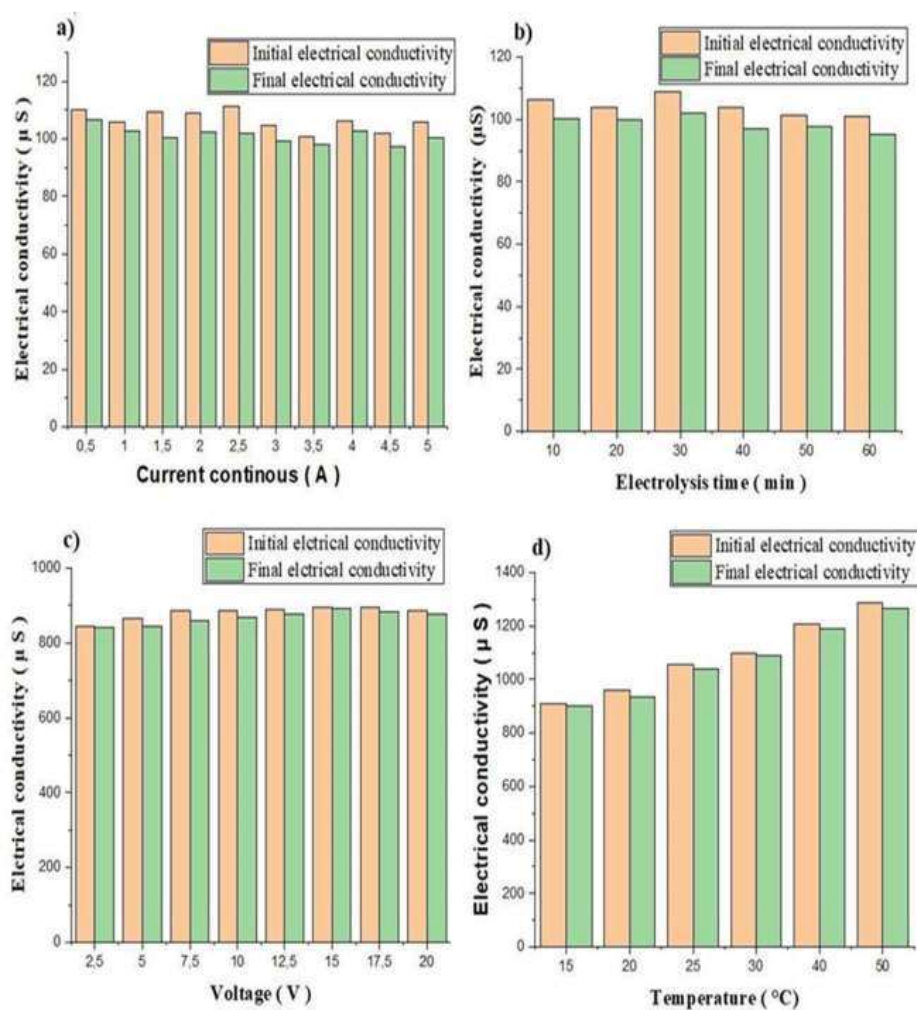 a)
Initial electrical conductivity
Final electrical conductivity
Electrical conductivity ( µ S )
120
100
80
60
40
20
0
0,5 1 1,5 2 2,5 3 3,5 4 4,5 5
Current continous ( A )
b)
Initial electrical conductivity
Final electrical conductivity
Electrical conductivity (µS)
120
100
80
60
40
20
0
10 20 30 40 50 60
Electrolysis time ( min )
c)
Initial elctrical conductivity
Final elctrical conductivity
Elctrical conductivity ( µ S )
1000
800
600
400
200
0
2,5 5 7,5 10 12,5 15 17,5 20
Voltage ( V )
d)
Initial electrical conductivity
Final electrical conductivity
Electrical conductivity ( µ S )
1400
1200
1000
800
600
400
200
0
15 20 25 30 40 50
Temperature ( °C)